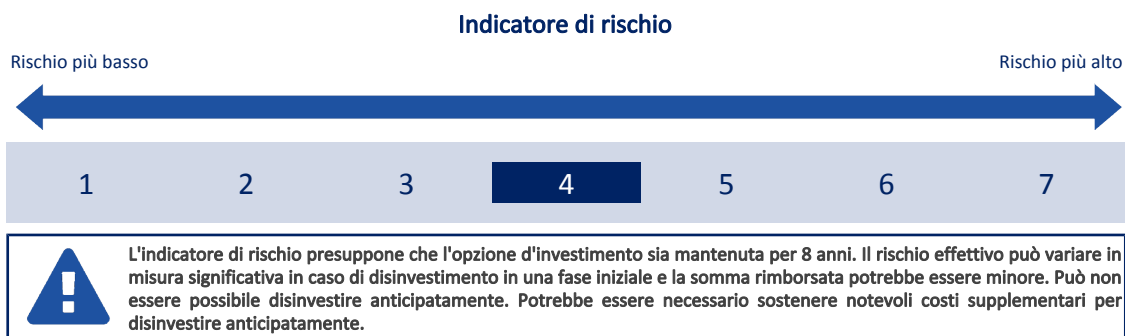 Indicatore di rischio
Rischio più basso Rischio più alto
1 2 3 4 5 6 7
L'indicatore di rischio presuppone che l'opzione d'investimento sia mantenuta per 8 anni. Il rischio effettivo può variare in
misura significativa in caso di disinvestimento in una fase iniziale e la somma rimborsata potrebbe essere minore. Può non
essere possibile disinvestire anticipatamente. Potrebbe essere necessario sostenere notevoli costi supplementari per
disinvestire anticipatamente.